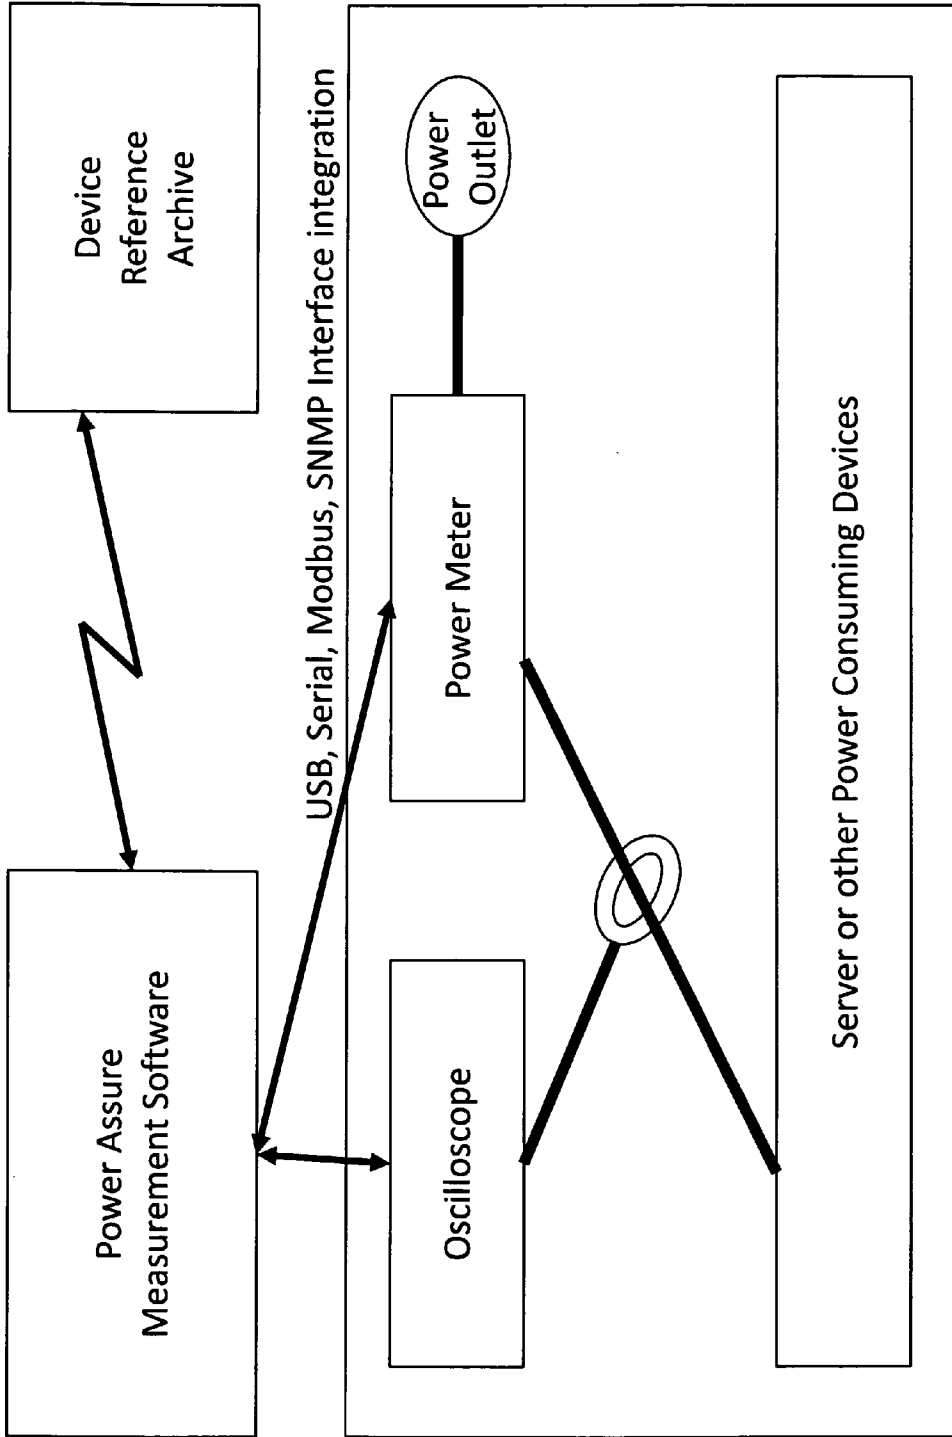 Power Assure
Measurement Software
Device
Reference
Archive
USB, Serial, Modbus, SNMP Interface integration
Oscilloscope
Power Meter
Power
Outlet
Server or other Power Consuming Devices